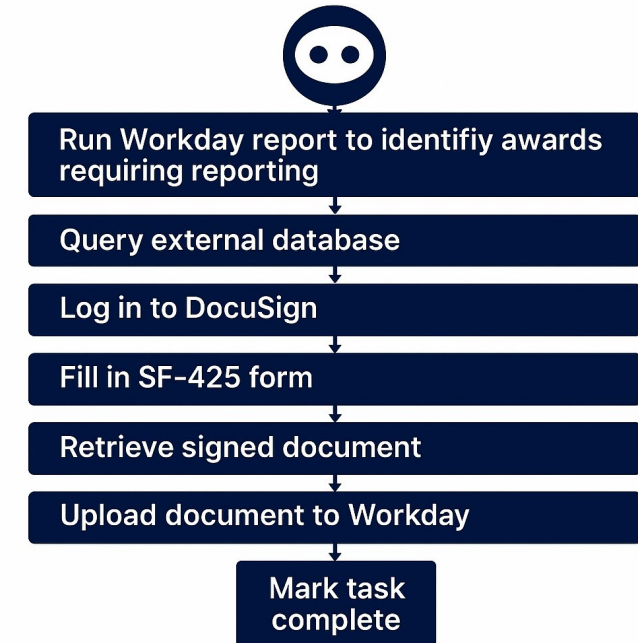 Run Workday report to identifiy awards
requiring reporting
Query external database
Log in to DocuSign
Fill in SF-425 form
Retrieve signed document
Upload document to Workday
Mark task
complete